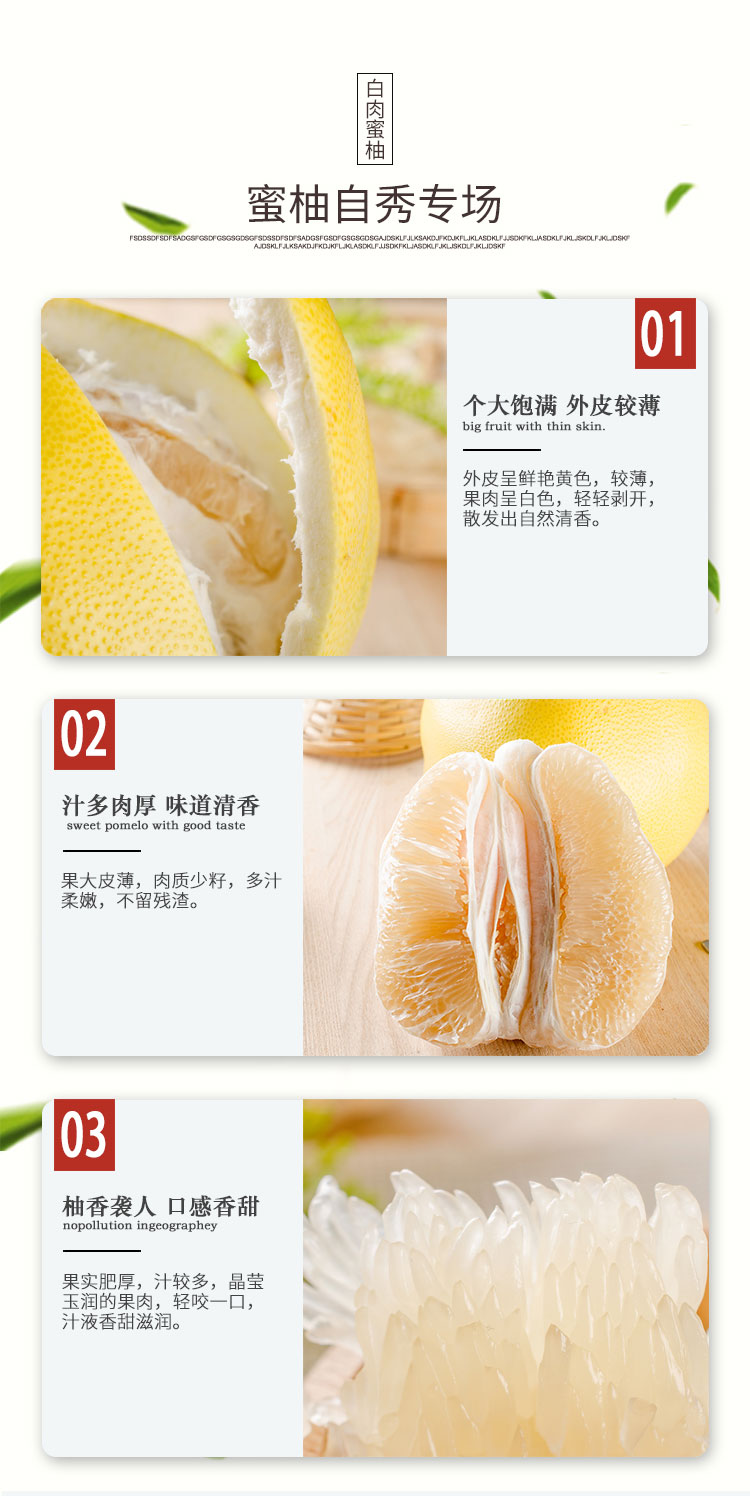 白肉蜜柚
蜜柚自秀专场
01
个大饱满 外皮较薄
big fruit with thin skin.
外皮呈鲜艳黄色，较薄，
果肉呈白色，轻轻剥开，
散发出自然清香。
02
汁多肉厚 味道清香
sweet pomelo with good taste
果大皮薄，肉质少籽，多汁
柔嫩，不留残渣。
03
柚香袭人 口感香甜
nopollution ingeographey
果实肥厚，汁较多，晶莹
玉润的果肉，轻咬一口，
汁液香甜滋润。